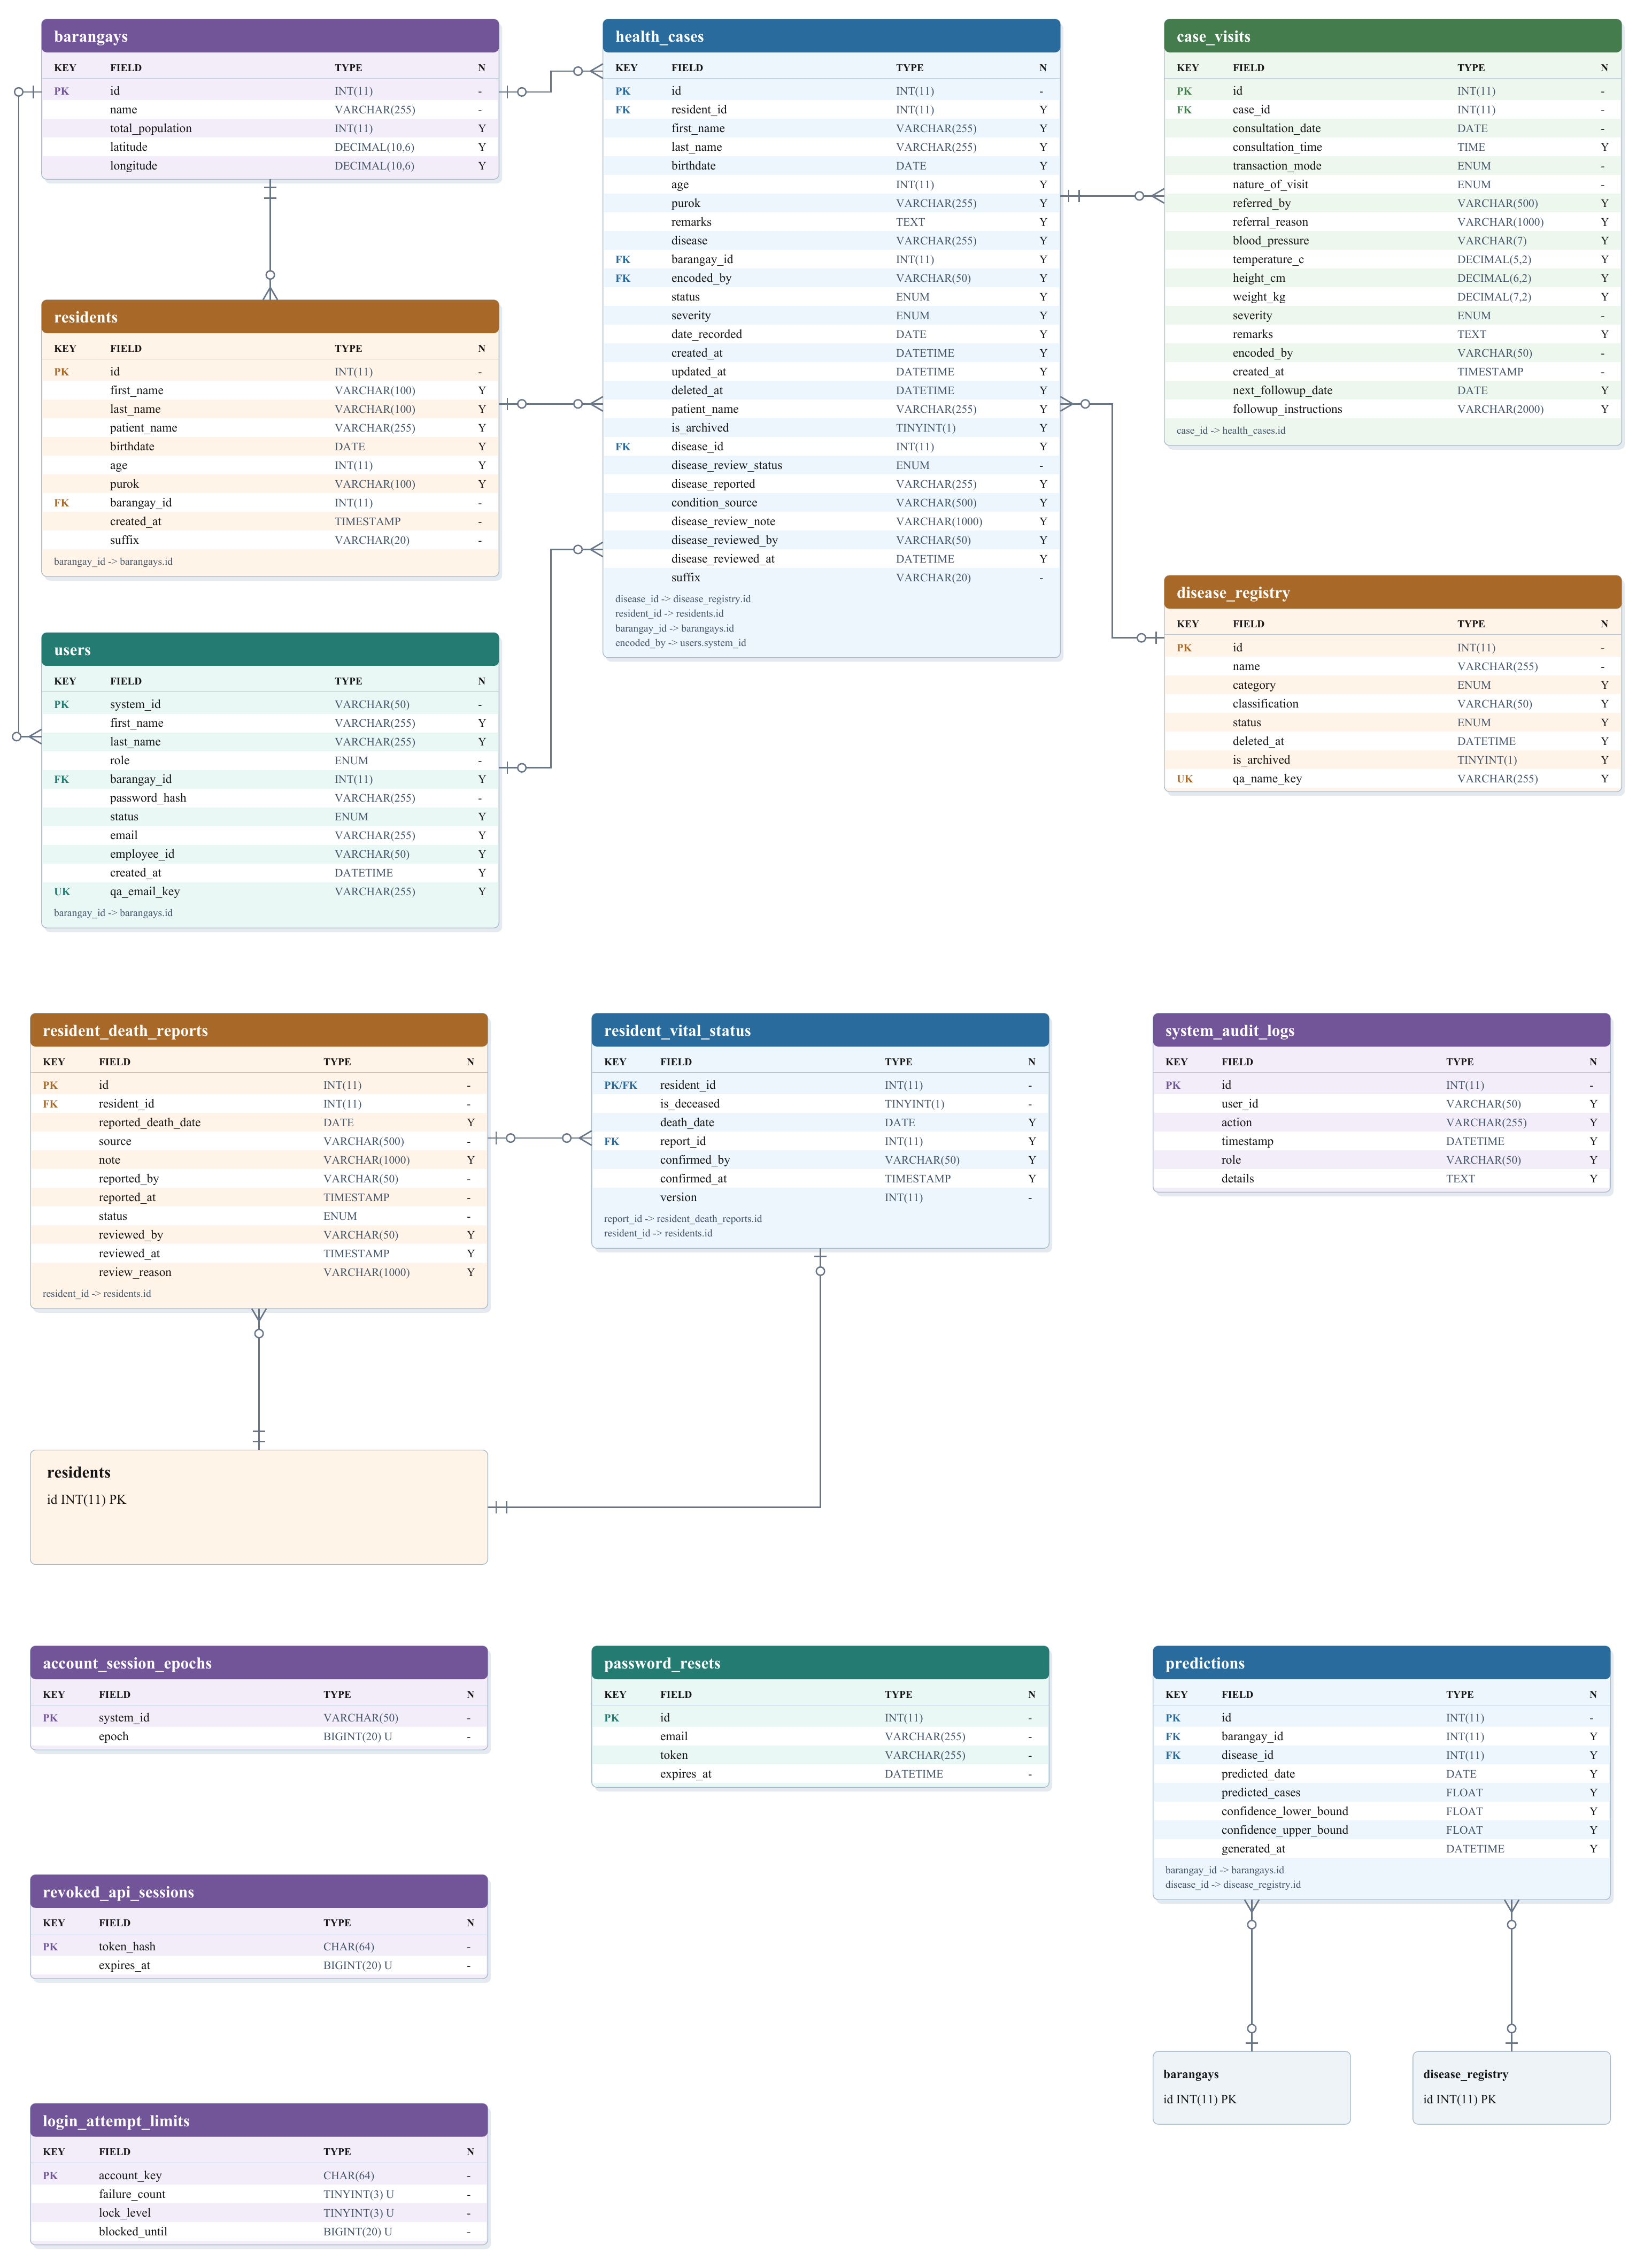 barangays
KEY FIELD TYPE N
PK id INT(11) -
name VARCHAR(255) -
total_population INT(11) Y
latitude DECIMAL(10,6) Y
longitude DECIMAL(10,6) Y
health_cases
KEY FIELD TYPE N
PK id INT(11) -
FK resident_id INT(11) Y
first_name VARCHAR(255) Y
last_name VARCHAR(255) Y
birthdate DATE Y
age INT(11) Y
purok VARCHAR(255) Y
remarks TEXT Y
disease VARCHAR(255) Y
FK barangay_id INT(11) Y
FK encoded_by VARCHAR(50) Y
status ENUM Y
severity ENUM Y
date_recorded DATE Y
created_at DATETIME Y
updated_at DATETIME Y
deleted_at DATETIME Y
patient_name VARCHAR(255) Y
is_archived TINYINT(1) Y
FK disease_id INT(11) Y
disease_review_status ENUM -
disease_reported VARCHAR(255) Y
condition_source VARCHAR(500) Y
disease_review_note VARCHAR(1000) Y
disease_reviewed_by VARCHAR(50) Y
disease_reviewed_at DATETIME Y
suffix VARCHAR(20) -
disease_id -> disease_registry.id
resident_id -> residents.id
barangay_id -> barangays.id
encoded_by -> users.system_id
case_visits
KEY FIELD TYPE N
PK id INT(11) -
FK case_id INT(11) -
consultation_date DATE -
consultation_time TIME Y
transaction_mode ENUM -
nature_of_visit ENUM -
referred_by VARCHAR(500) Y
referral_reason VARCHAR(1000) Y
blood_pressure VARCHAR(7) Y
temperature_c DECIMAL(5,2) Y
height_cm DECIMAL(6,2) Y
weight_kg DECIMAL(7,2) Y
severity ENUM -
remarks TEXT Y
encoded_by VARCHAR(50) -
created_at TIMESTAMP -
next_followup_date DATE Y
followup_instructions VARCHAR(2000) Y
case_id -> health_cases.id
residents
KEY FIELD TYPE N
PK id INT(11) -
first_name VARCHAR(100) Y
last_name VARCHAR(100) Y
patient_name VARCHAR(255) Y
birthdate DATE Y
age INT(11) Y
purok VARCHAR(100) Y
FK barangay_id INT(11) -
created_at TIMESTAMP -
suffix VARCHAR(20) -
barangay_id -> barangays.id
disease_registry
KEY FIELD TYPE N
PK id INT(11) -
name VARCHAR(255) -
category ENUM Y
classification VARCHAR(50) Y
status ENUM Y
deleted_at DATETIME Y
is_archived TINYINT(1) Y
UK qa_name_key VARCHAR(255) Y
users
KEY FIELD TYPE N
PK system_id VARCHAR(50) -
first_name VARCHAR(255) Y
last_name VARCHAR(255) Y
role ENUM -
FK barangay_id INT(11) Y
password_hash VARCHAR(255) -
status ENUM Y
email VARCHAR(255) Y
employee_id VARCHAR(50) Y
created_at DATETIME Y
UK qa_email_key VARCHAR(255) Y
barangay_id -> barangays.id
resident_death_reports
KEY FIELD TYPE N
PK id INT(11) -
FK resident_id INT(11) -
reported_death_date DATE Y
source VARCHAR(500) -
note VARCHAR(1000) Y
reported_by VARCHAR(50) -
reported_at TIMESTAMP -
status ENUM -
reviewed_by VARCHAR(50) Y
reviewed_at TIMESTAMP Y
review_reason VARCHAR(1000) Y
resident_id -> residents.id
resident_vital_status
KEY FIELD TYPE N
PK/FK resident_id INT(11) -
is_deceased TINYINT(1) -
death_date DATE Y
FK report_id INT(11) Y
confirmed_by VARCHAR(50) Y
confirmed_at TIMESTAMP Y
version INT(11) -
report_id -> resident_death_reports.id
resident_id -> residents.id
system_audit_logs
KEY FIELD TYPE N
PK id INT(11) -
user_id VARCHAR(50) Y
action VARCHAR(255) Y
timestamp DATETIME Y
role VARCHAR(50) Y
details TEXT Y
residents
id INT(11) PK
account_session_epochs
KEY FIELD TYPE N
PK system_id VARCHAR(50) -
epoch BIGINT(20) U -
password_resets
KEY FIELD TYPE N
PK id INT(11) -
email VARCHAR(255) -
token VARCHAR(255) -
expires_at DATETIME -
predictions
KEY FIELD TYPE N
PK id INT(11) -
FK barangay_id INT(11) Y
FK disease_id INT(11) Y
predicted_date DATE Y
predicted_cases FLOAT Y
confidence_lower_bound FLOAT Y
confidence_upper_bound FLOAT Y
generated_at DATETIME Y
barangay_id -> barangays.id
disease_id -> disease_registry.id
revoked_api_sessions
KEY FIELD TYPE N
PK token_hash CHAR(64) -
expires_at BIGINT(20) U -
barangays
id INT(11) PK
disease_registry
id INT(11) PK
login_attempt_limits
KEY FIELD TYPE N
PK account_key CHAR(64) -
failure_count TINYINT(3) U -
lock_level TINYINT(3) U -
blocked_until BIGINT(20) U -